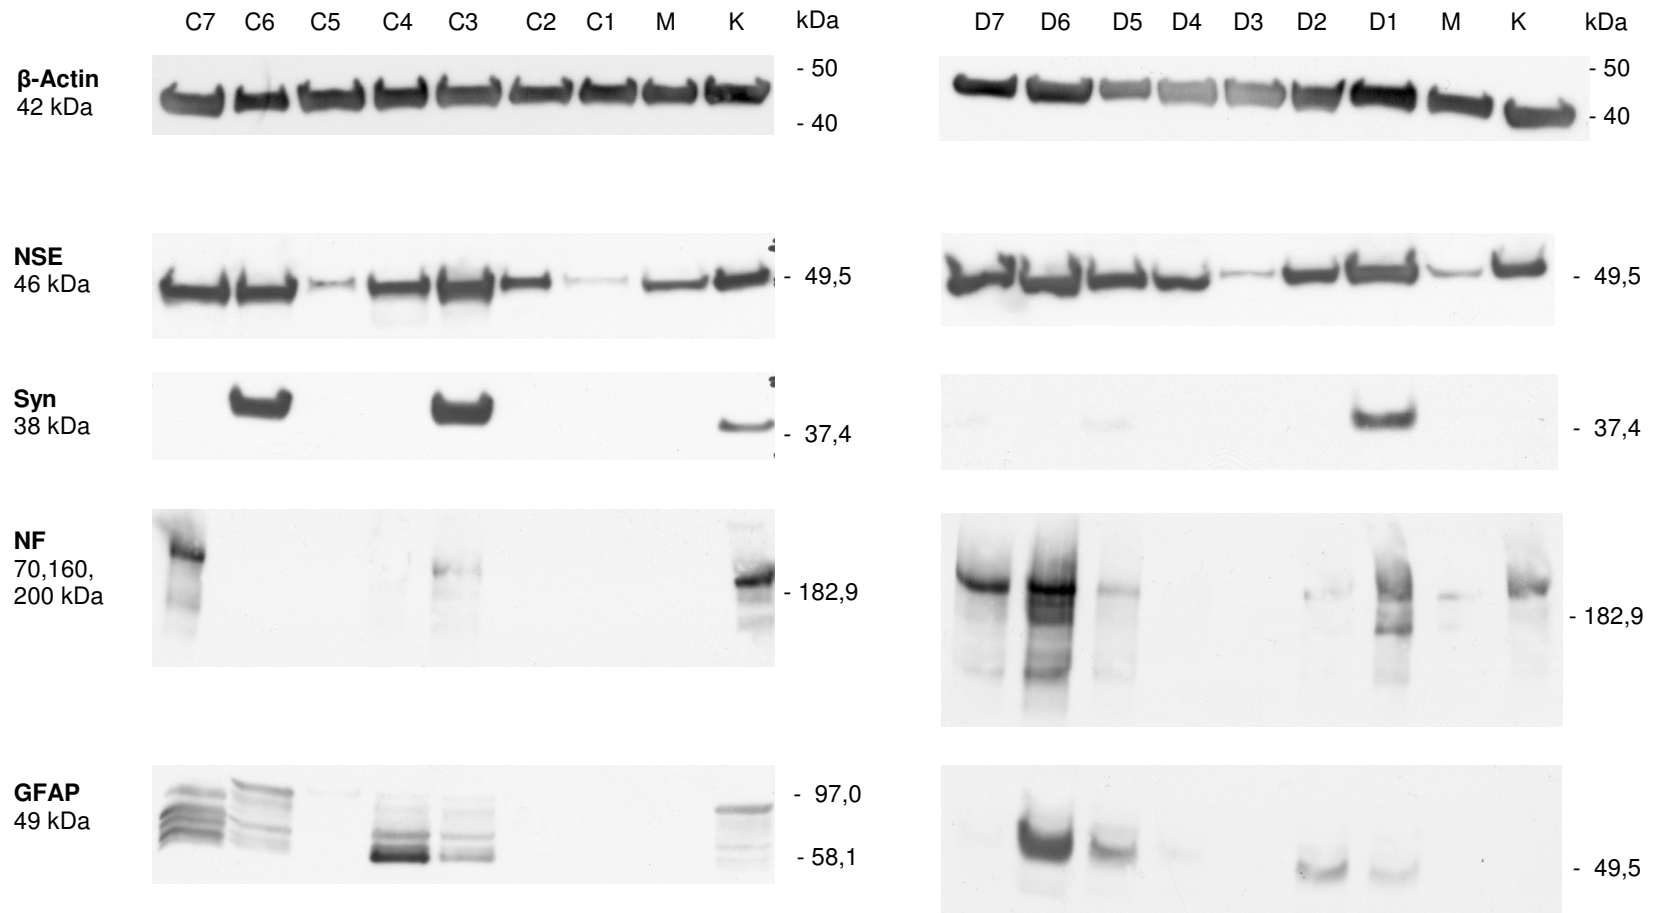 C7 C6 C5 C4 C3 C2 C1 M K kDa
D7 D6 D5 D4 D3 D2 D1 M K kDa
β-Actin
42 kDa
- 50
- 40
- 50
- 40
NSE
46 kDa
- 49,5
- 49,5
Syn
38 kDa
- 37,4
- 37,4
NF
70,160,
200 kDa
- 182,9
- 182,9
GFAP
49 kDa
- 97,0
- 58,1
- 49,5